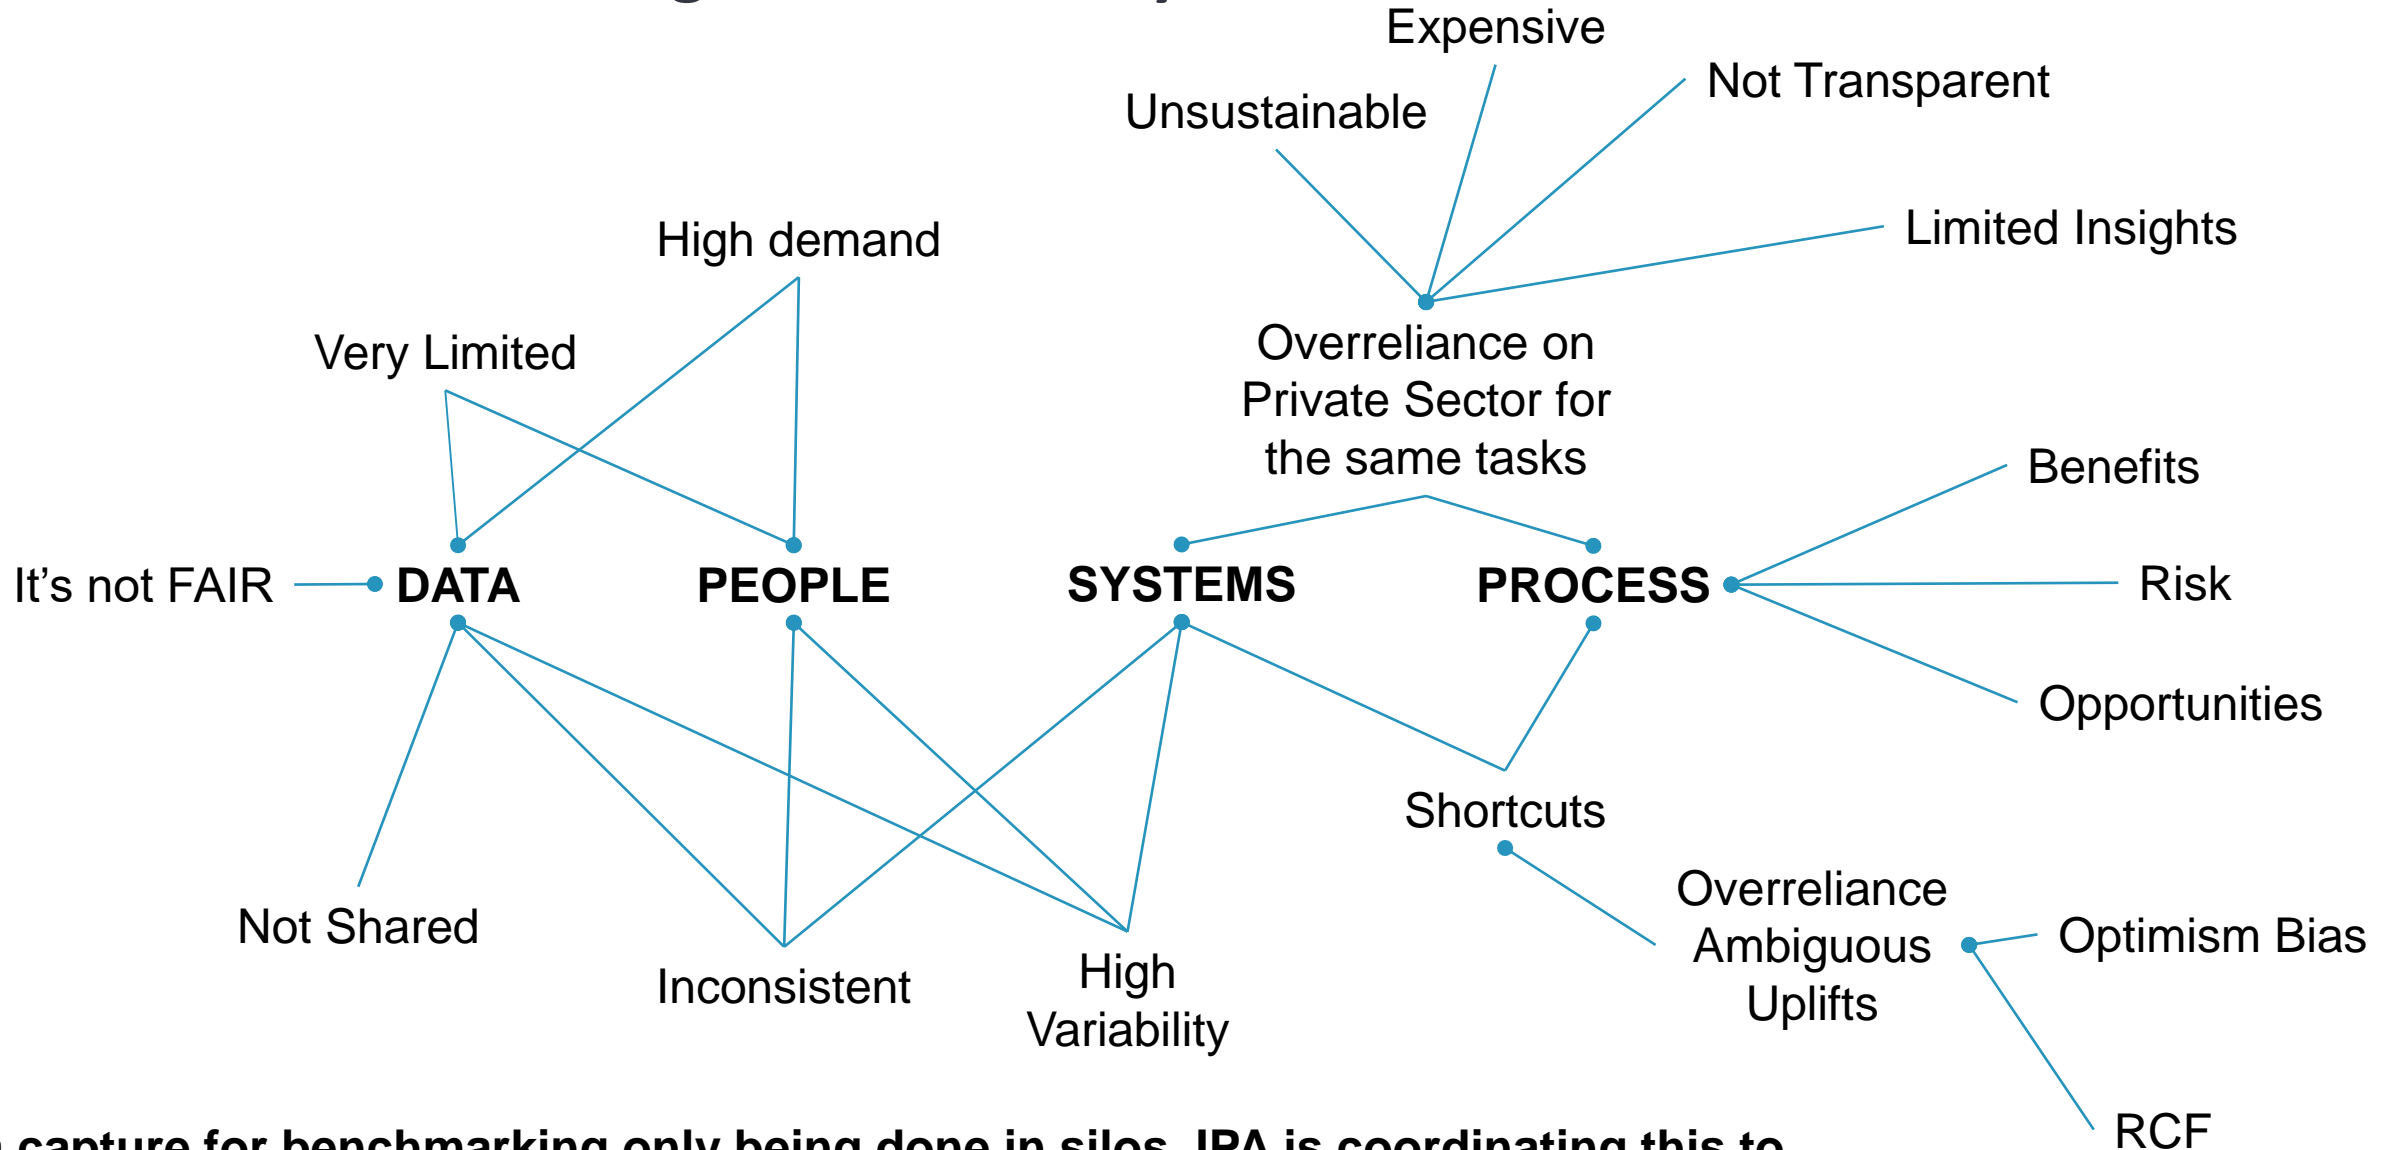 Expensive
Not Transparent
Unsustainable
Limited Insights
High demand
Very Limited
Overreliance on
Private Sector for
the same tasks
Benefits
It's not FAIR
DATA
PEOPLE
SYSTEMS
PROCESS
Risk
Opportunities
Shortcuts
Not Shared
Inconsistent
High
Variability
Overreliance
Ambiguous
Uplifts
Optimism Bias
RCF
capture for benchmarking only being done in silos. IPA is coordinating this to